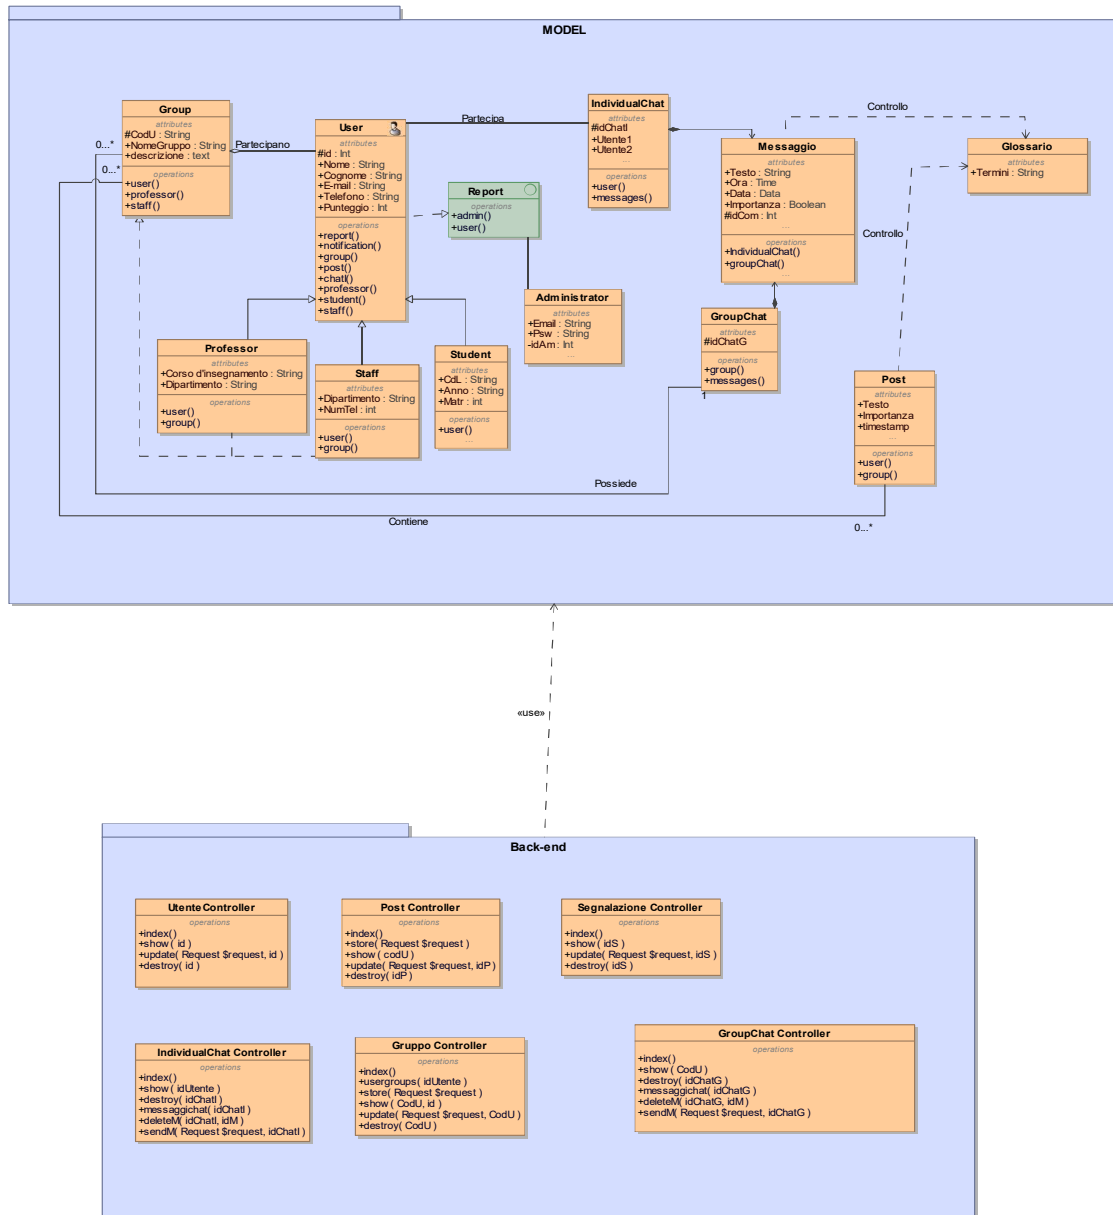 MODEL
Group
attributes
#CodU : String
+NomeGruppo : String
+descrizione : text
operations
+user()
+professor()
+staff()
0...*
0...*
Partecipano
User
attributes
#id : Int
+Nome : String
+Cognome : String
+E-mail : String
+Telefono : String
+Punteggio : Int
operations
+report()
+notification()
+group()
+post()
+chatI()
+professor()
+student()
+staff()
Partecipa
Report
operations
+admin()
+user()
IndividualChat
attributes
#idChatI
+Utente1
+Utente2
...
operations
+user()
+messages()
Messaggio
attributes
+Testo : String
+Ora : Time
+Data : Data
+Importanza : Boolean
#idCom : Int
...
operations
+IndividualChat()
+groupChat()
...
Controllo
Glossario
attributes
+Termini : String
Controllo
Administrator
attributes
+Email : String
+Psw : String
-idAm : Int
...
GroupChat
attributes
#idChatG
operations
+group()
+messages()
1
Professor
attributes
+Corso d'insegnamento : String
+Dipartimento : String
operations
+user()
+group()
Staff
attributes
+Dipartimento : String
+NumTel : int
operations
+user()
+group()
Student
attributes
+CdL : String
+Anno : String
+Matr : int
operations
+user()
...
Post
attributes
+Testo
+Importanza
+timestamp
...
operations
+user()
+group()
Possiede
Contiene
0...*
«use»
Back-end
UtenteController
operations
+index()
+show ( id )
+update( Request $request, id )
+destroy( id )
Post Controller
operations
+index()
+store( Request $request )
+show ( codU )
+update( Request $request, idP )
+destroy( idP )
Segnalazione Controller
operations
+index()
+show ( idS )
+update( Request $request, idS )
+destroy( idS )
IndividualChat Controller
operations
+index()
+show ( idUtente )
+destroy( idChatI )
+messaggichat( idChatI )
+deleteM( idChatI, idM )
+sendM( Request $request, idChatI )
Gruppo Controller
operations
+index()
+usergroups( idUtente )
+store( Request $request )
+show ( CodU, id )
+update( Request $request, CodU )
+destroy( CodU )
GroupChat Controller
operations
+index()
+show ( CodU )
+destroy( idChatG )
+messaggichat( idChatG )
+deleteM( idChatG, idM )
+sendM( Request $request, idChatG )